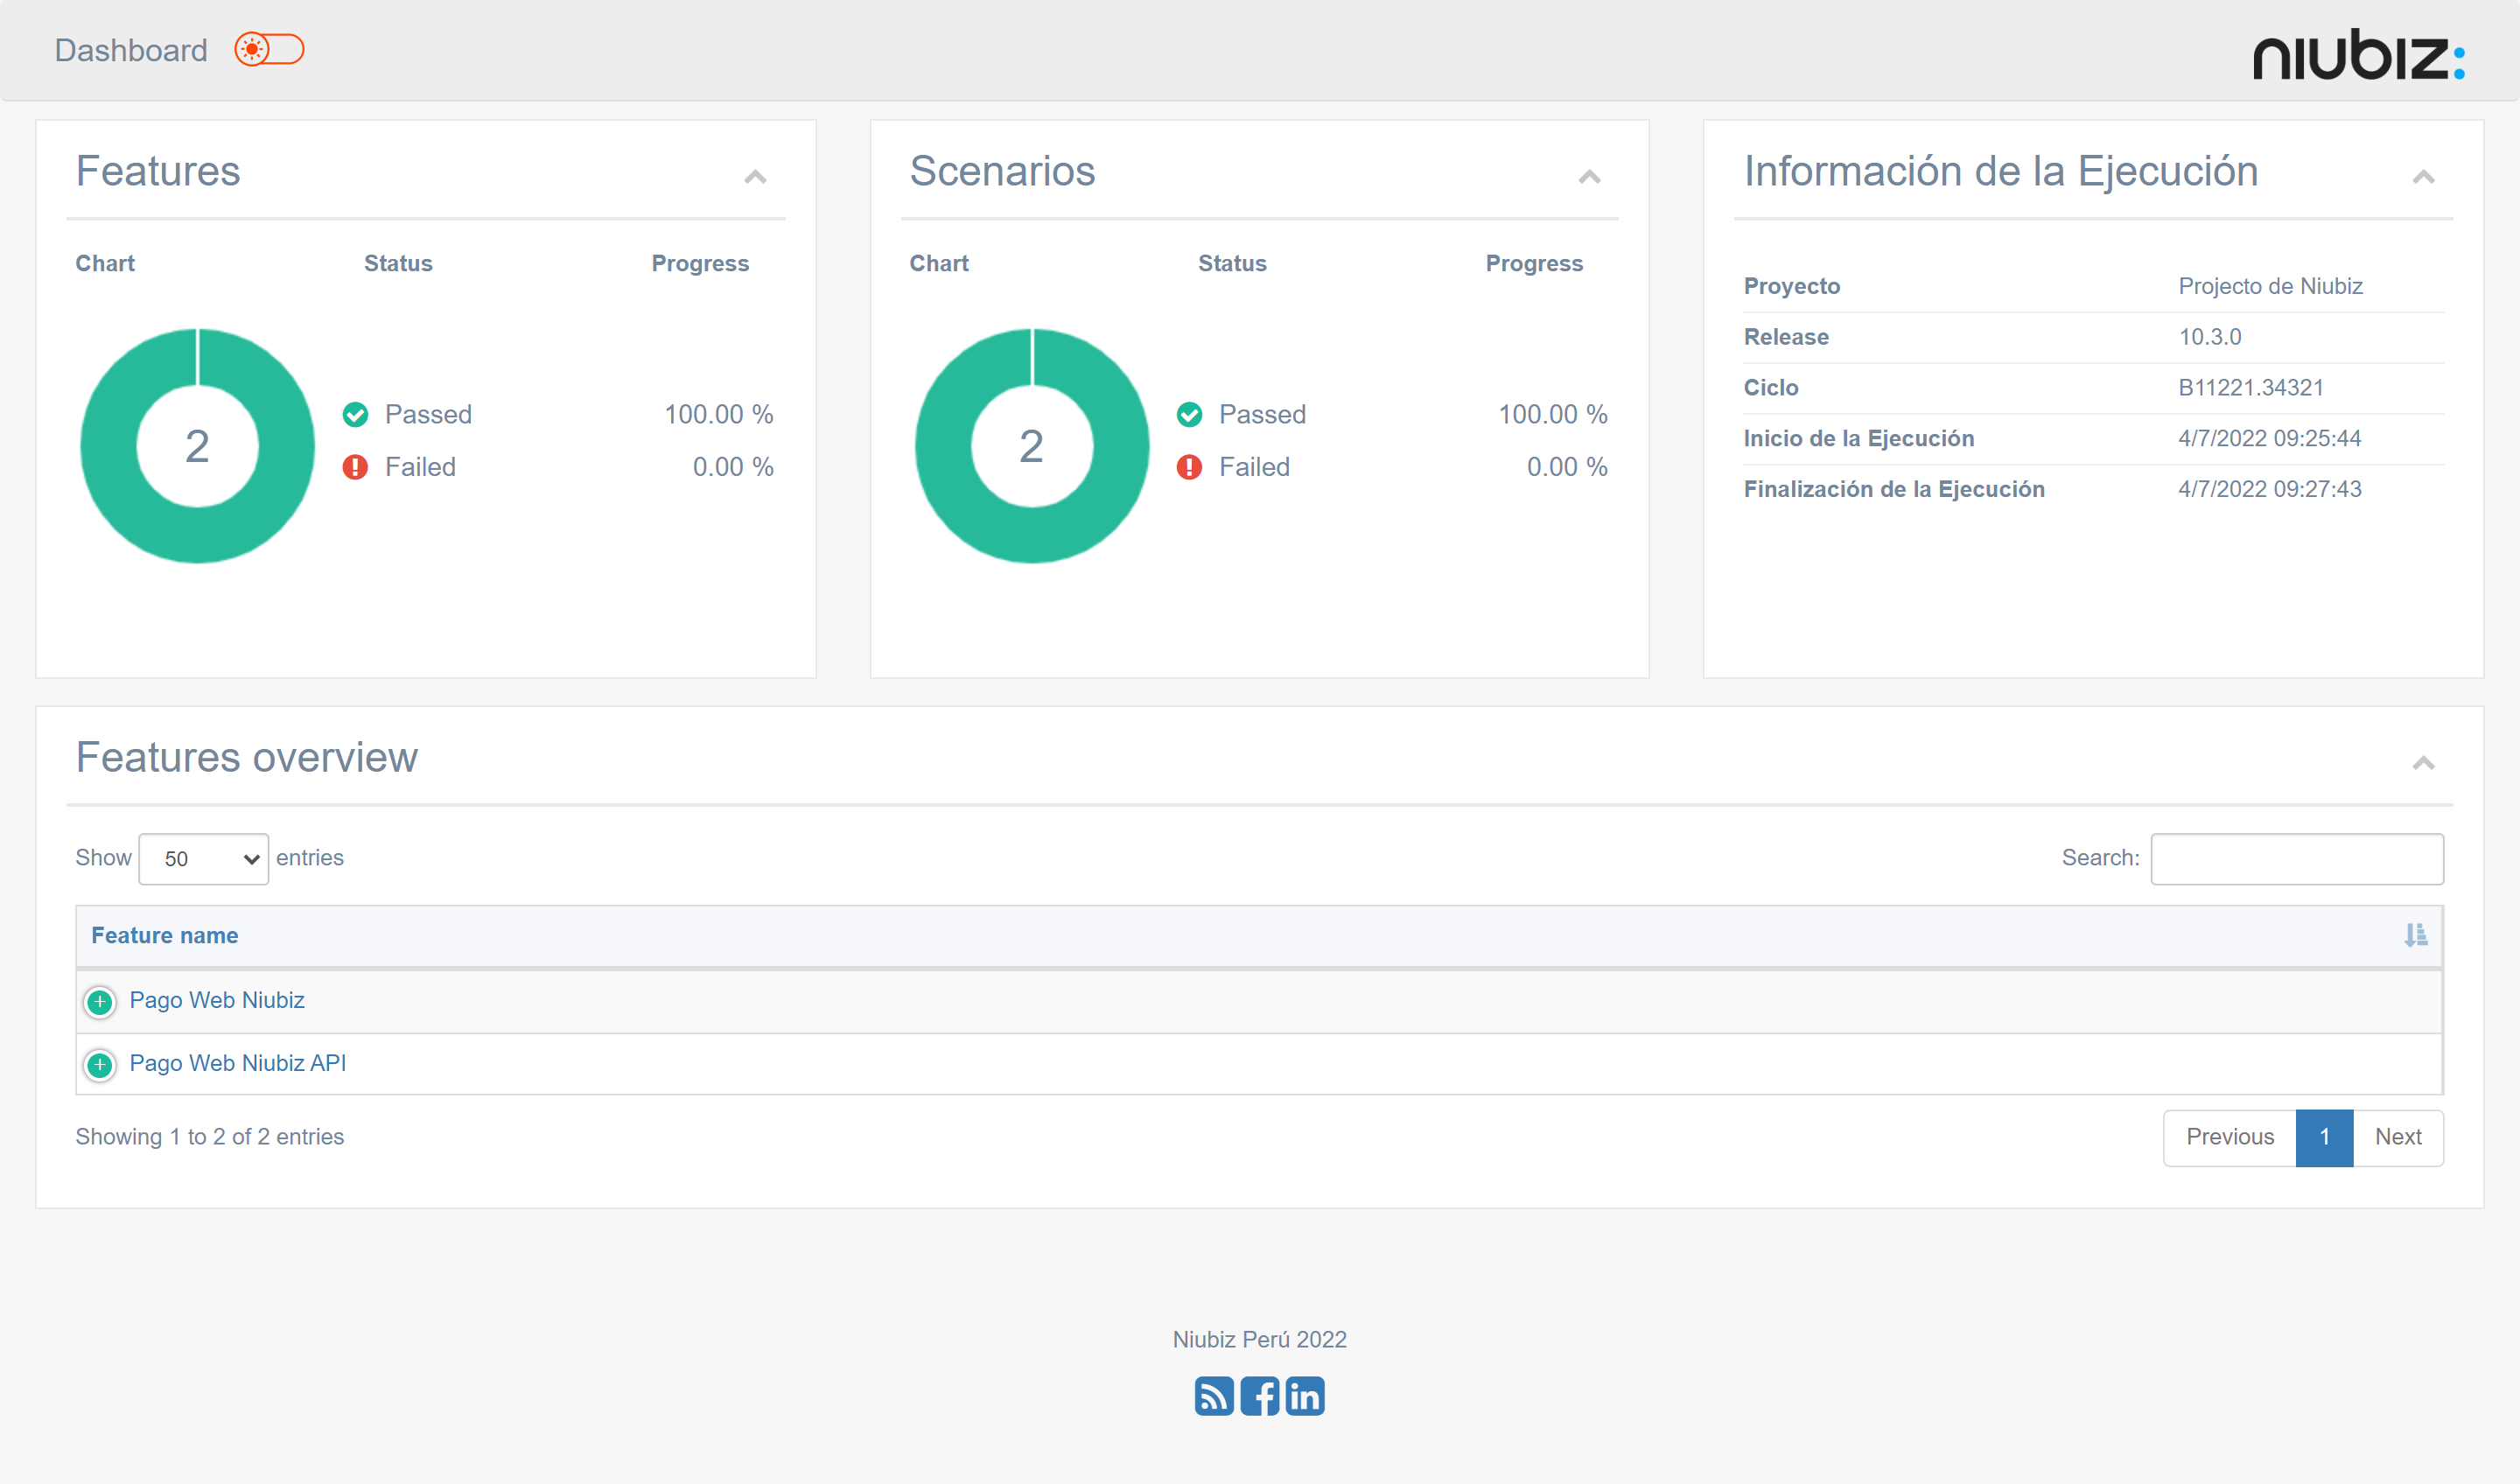 Dashboard
niubiz:
Features
Chart Status Progress
2
Passed 100.00 %
Failed 0.00 %
Scenarios
Chart Status Progress
2
Passed 100.00 %
Failed 0.00 %
Información de la Ejecución
Proyecto Projecto de Niubiz
Release 10.3.0
Ciclo B11221.34321
Inicio de la Ejecución 4/7/2022 09:25:44
Finalización de la Ejecución 4/7/2022 09:27:43
Features overview
Show 50 entries Search:
Feature name
Pago Web Niubiz
Pago Web Niubiz API
Showing 1 to 2 of 2 entries Previous 1 Next
Niubiz Perú 2022